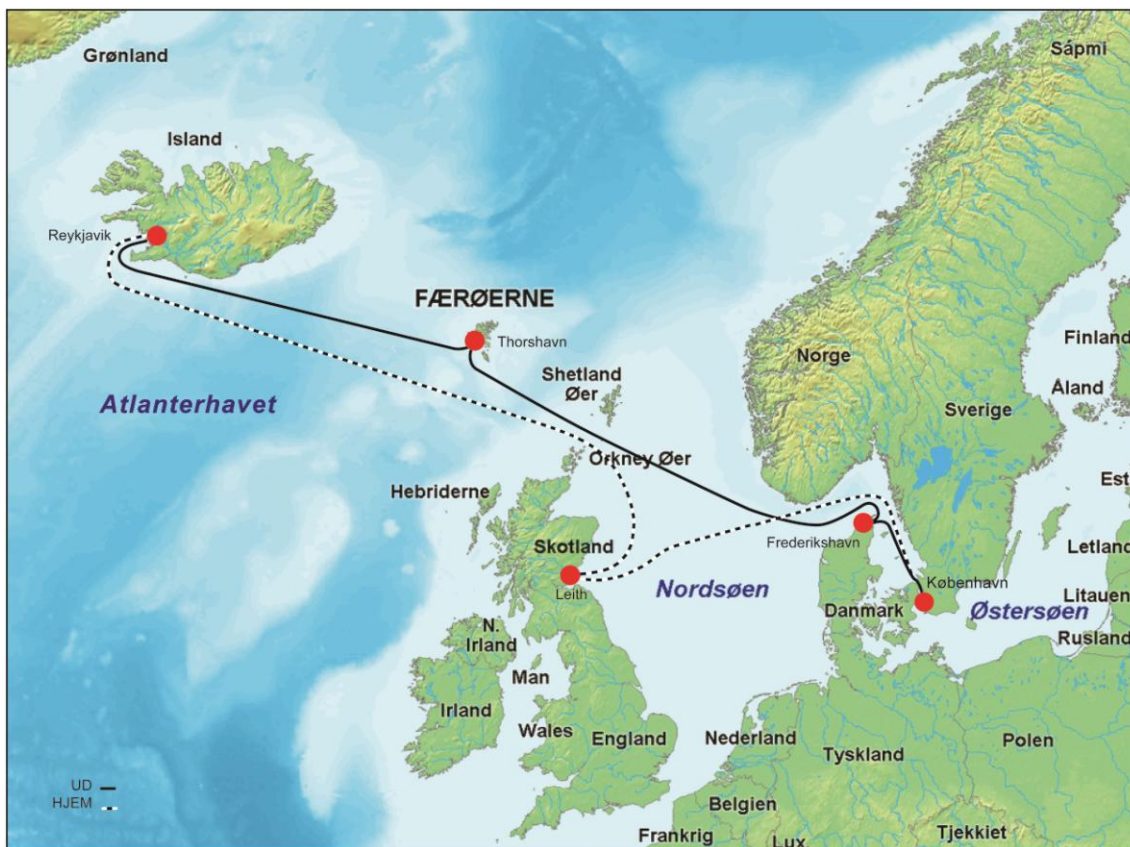 Grønland
Sápmi
Island
Reykjavik
FÆRØERNE
Thorshavn
Finland
Norge
Shetland
Øer
Åland
Atlanterhavet
Sverige
Orkney Øer
Est
Hebriderne
Skotland
Frederikshavn
Letland
Leith
Nordsøen
København
Litauen
Danmark
Østersøen
N.
Irland
Rusland
Man
Irland
Wales
England
Nederland
Tyskland
Polen
UD
HJEM
Belgien
Frankrig
Lux.
Tjekkiet